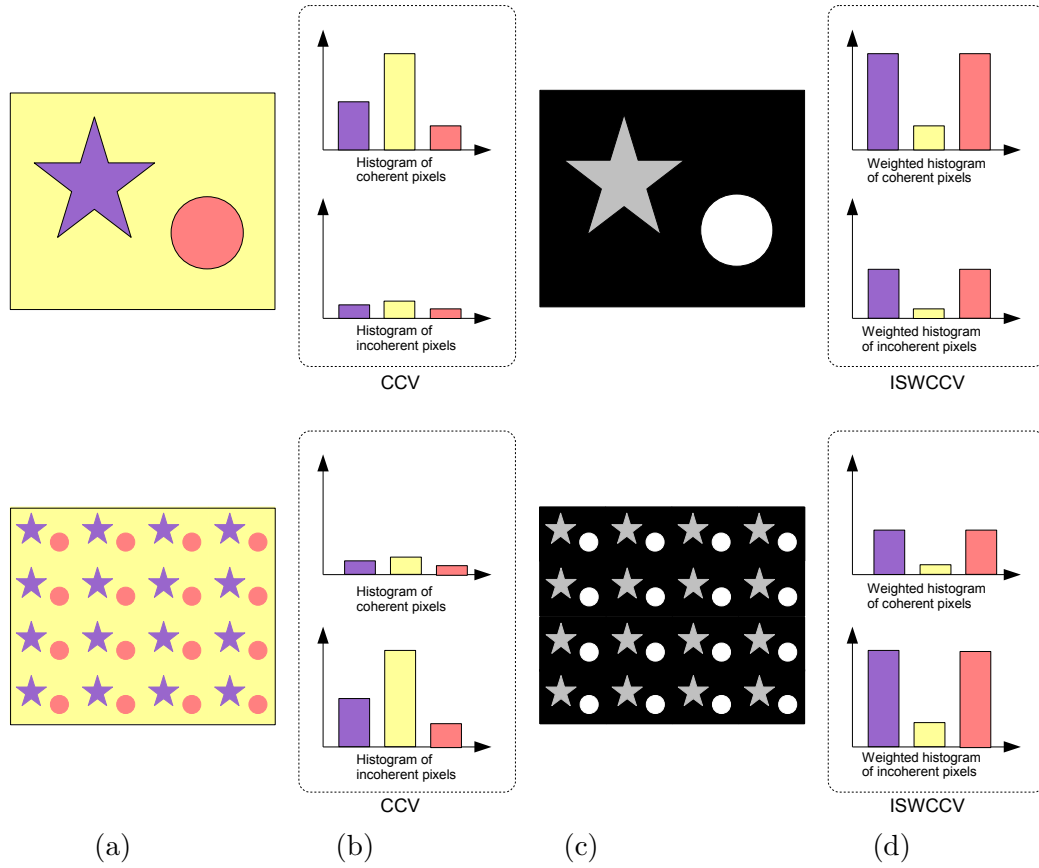 Histogram of
coherent pixels
Histogram of
incoherent pixels
CCV
Weighted histogram
of coherent pixels
Weighted histogram
of incoherent pixels
ISWCCV
Histogram of
coherent pixels
Histogram of
incoherent pixels
CCV
Weighted histogram
of coherent pixels
Weighted histogram
of incoherent pixels
ISWCCV
(a) (b) (c) (d)